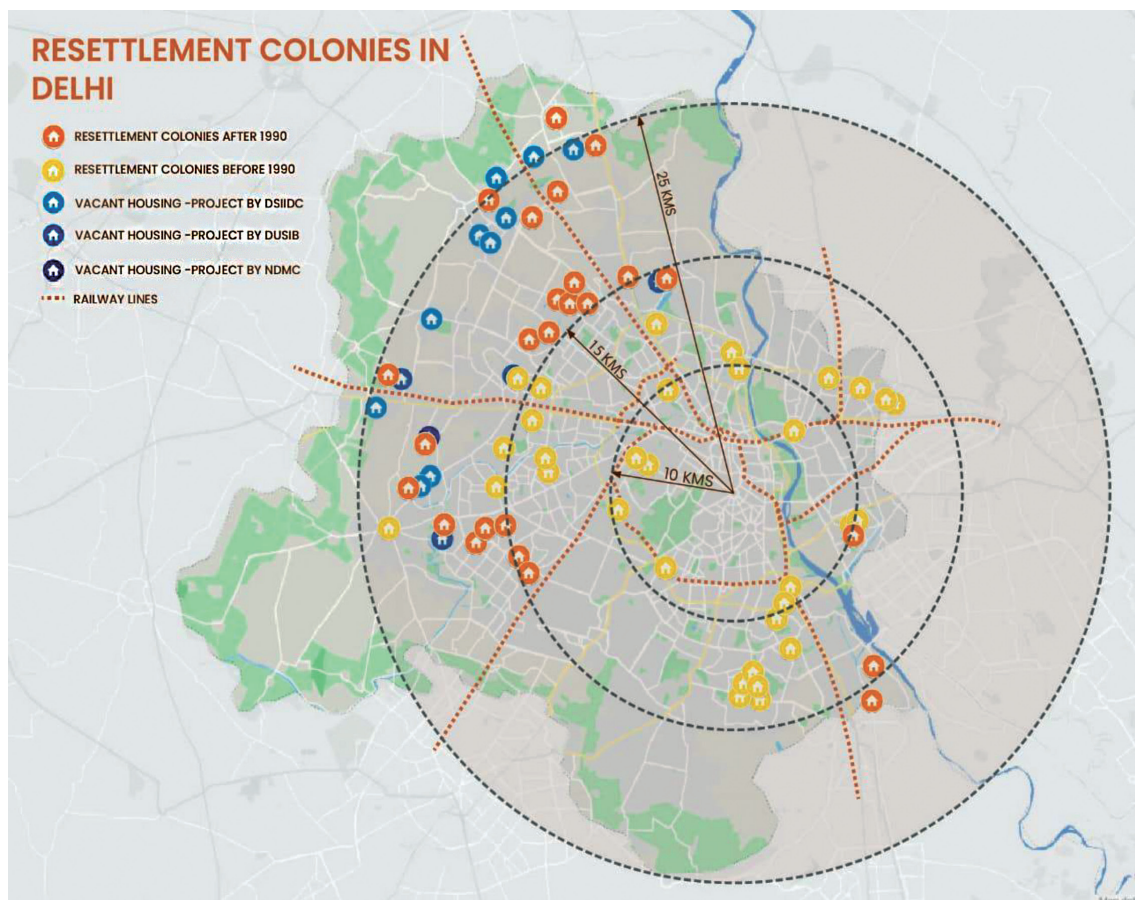 RESETTLEMENT COLONIES IN
DELHI
RESETTLEMENT COLONIES AFTER 1990
RESETTLEMENT COLONIES BEFORE 1990
VACANT HOUSING -PROJECT BY DSIIDC
VACANT HOUSING -PROJECT BY DUSIB
VACANT HOUSING -PROJECT BY NDMC
RAILWAY LINES
25 KMS
15 KMS
10 KMS